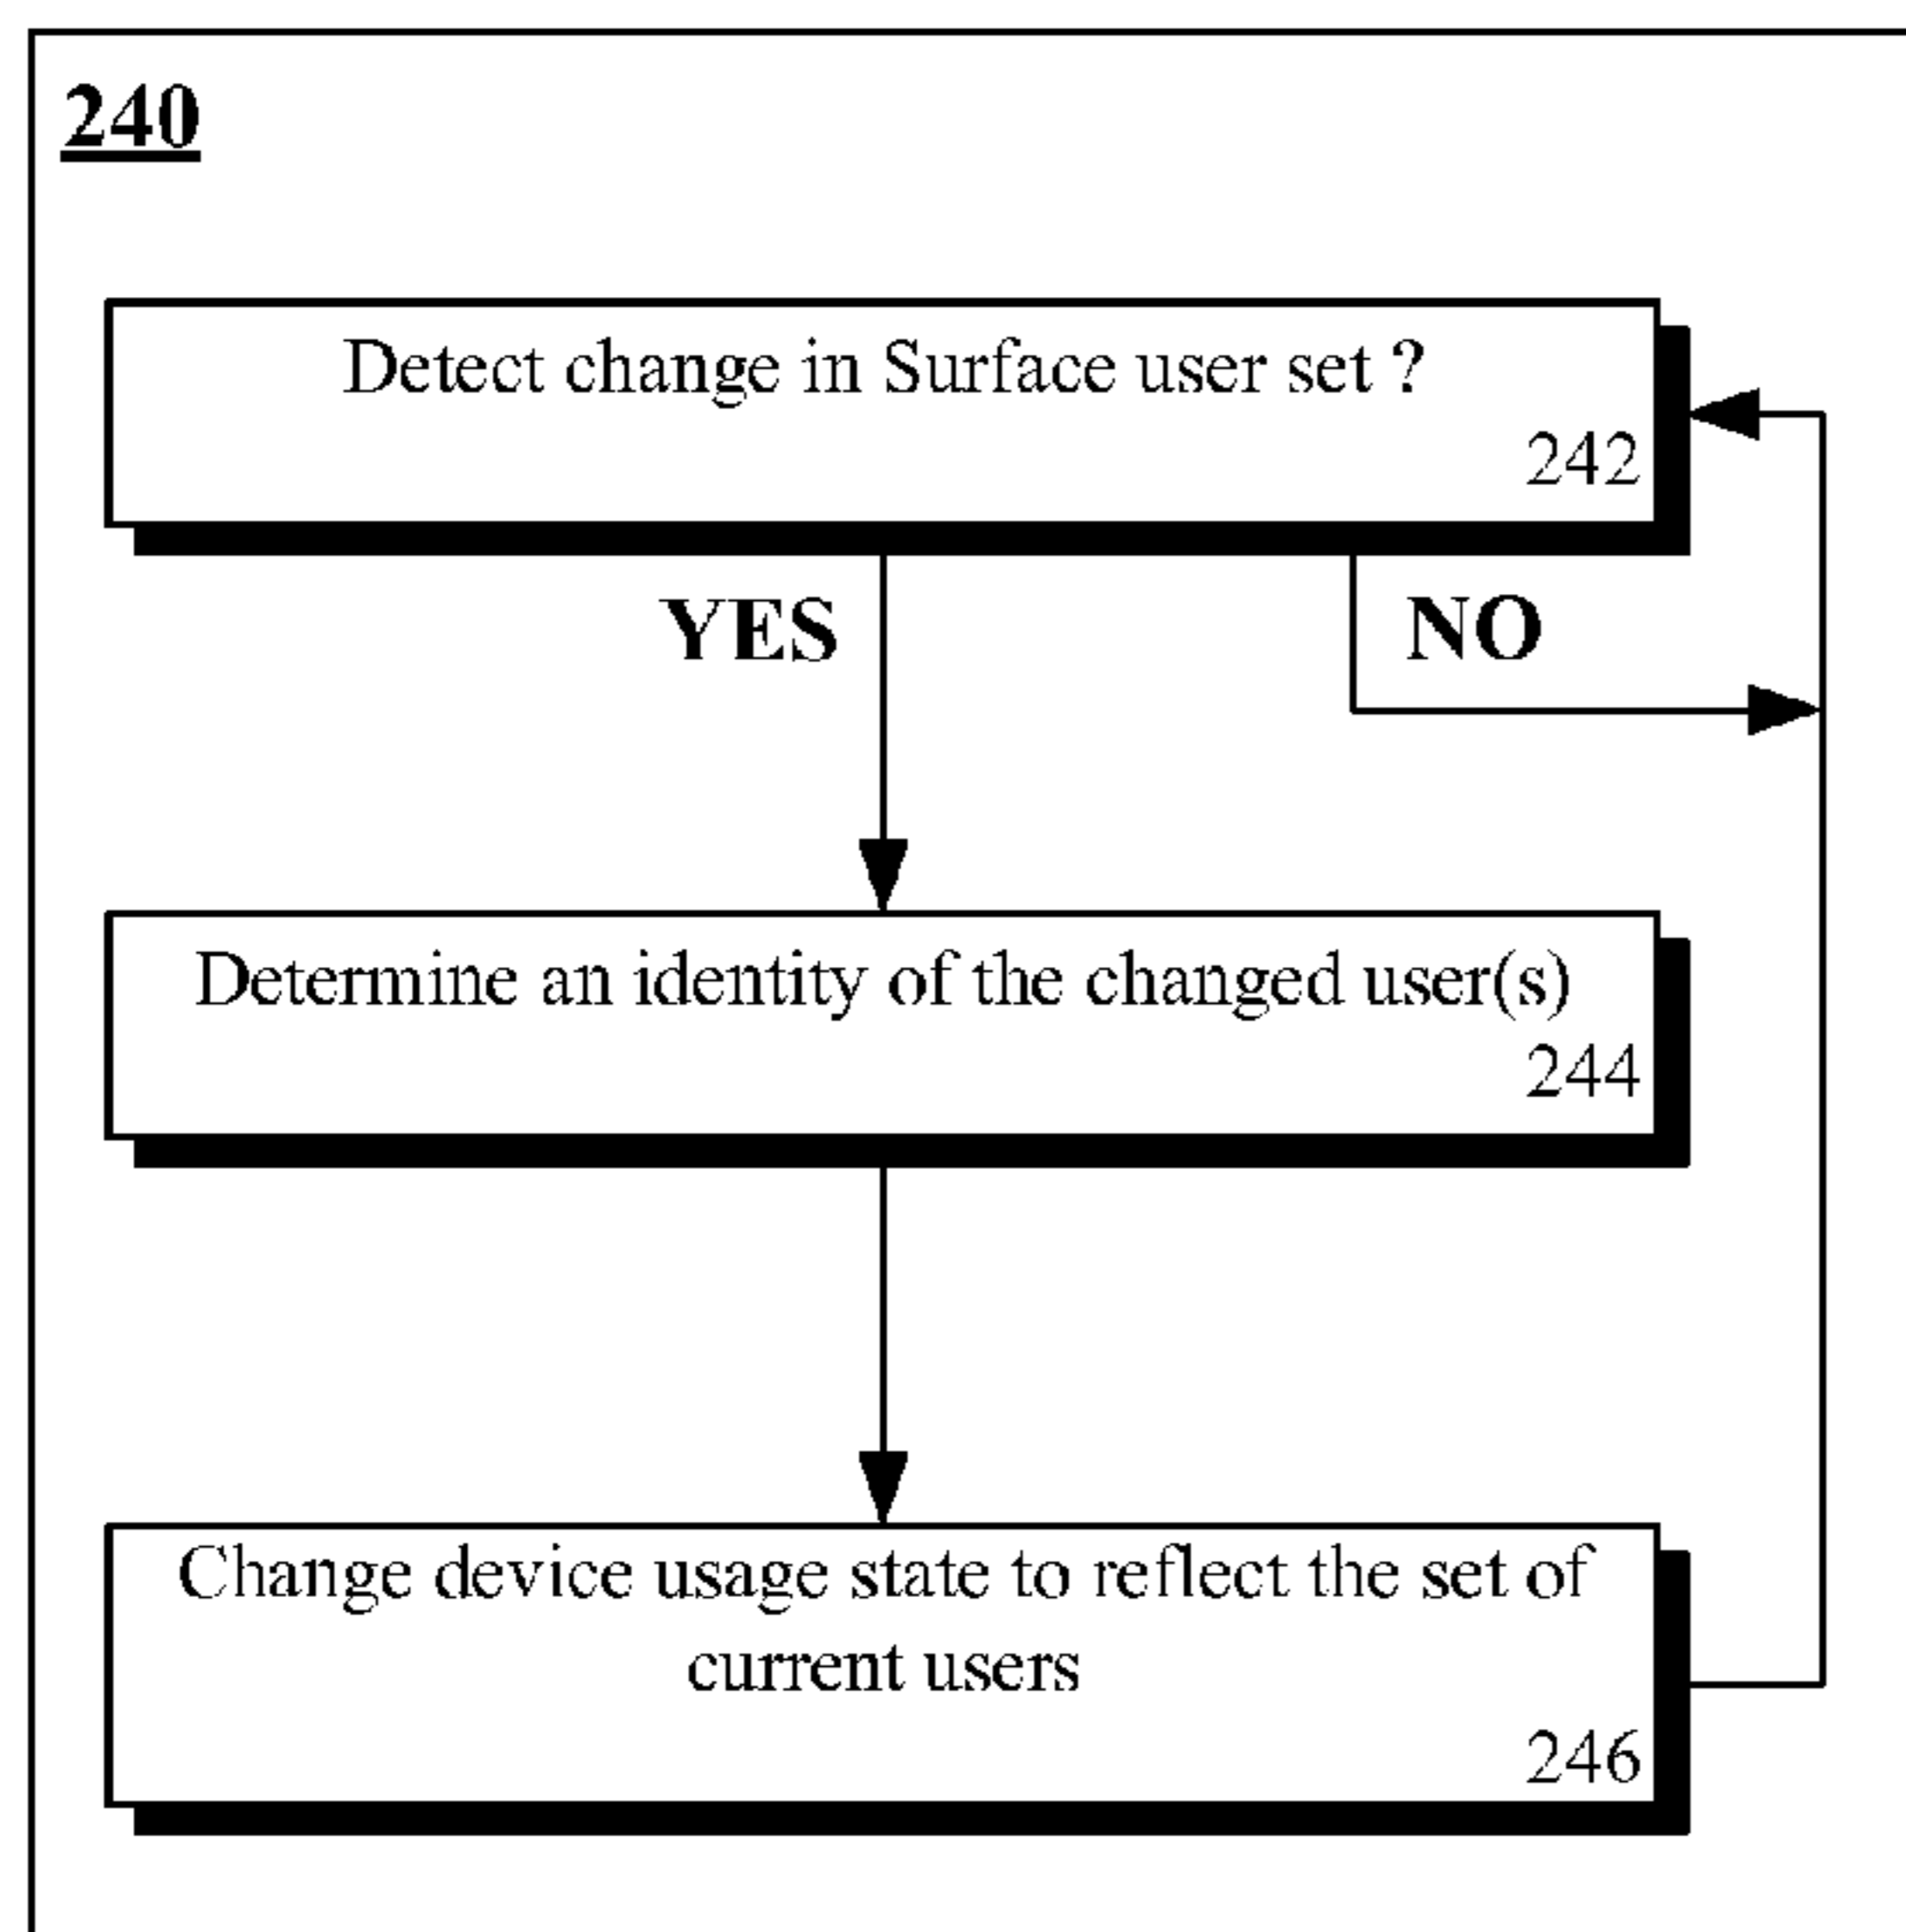 240
Detect change in Surface user set ?
242
YES
NO
Determine an identity of the changed user(s)
244
Change device usage state to reflect the set of
current users
246